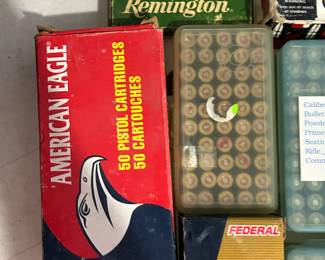 Remington
AMERICAN EAGLE
50 PISTOL CARTRIDGES
50 CARTOUCHES
FEDERAL
Calibe
Bullet
Powde
Prime
Seatin
Rifle
Comm